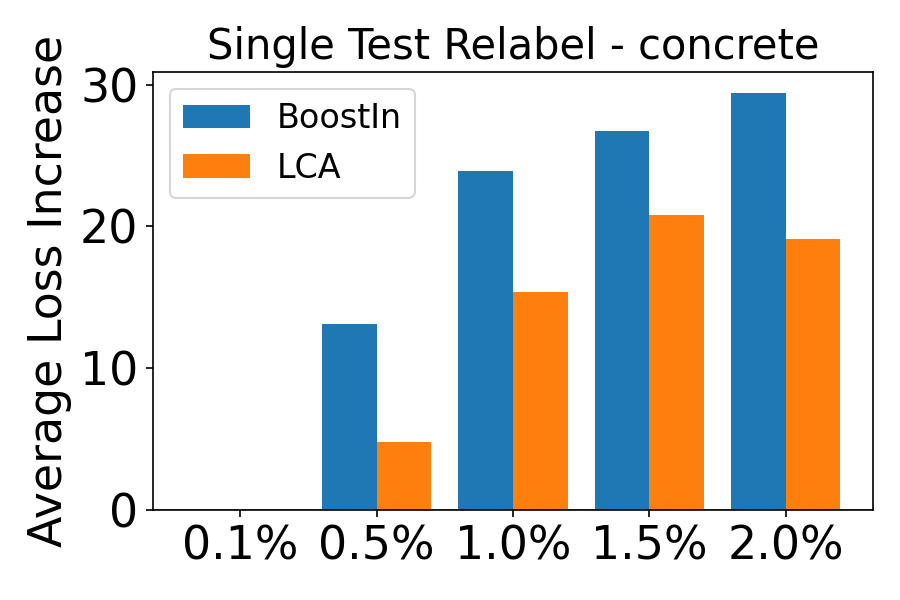 Single Test Relabel - concrete
Average Loss Increase
30
20
10
0
BoostIn
LCA
0.1% 0.5% 1.0% 1.5% 2.0%